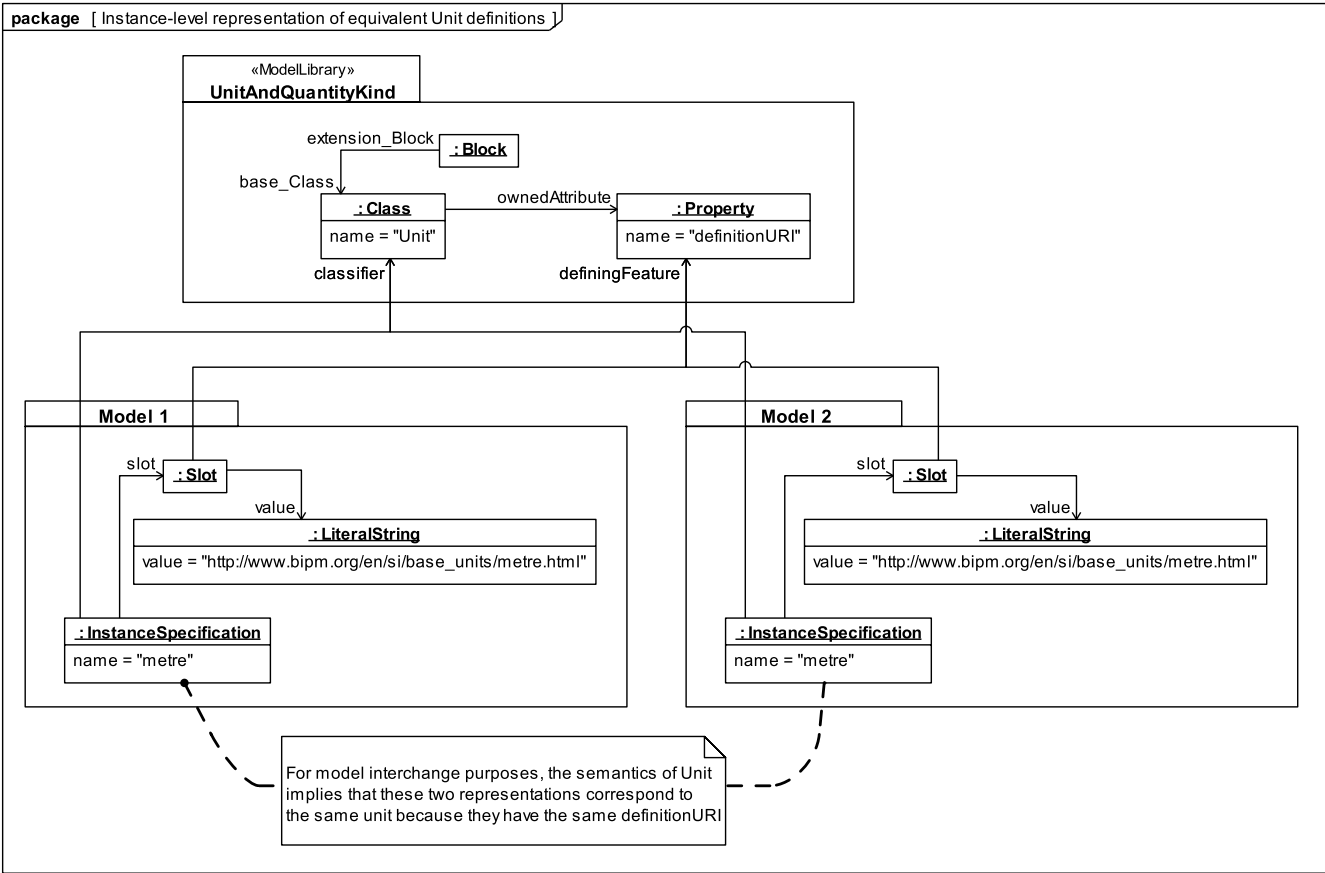 package [ Instance-level representation of equivalent Unit definitions ]
«ModelLibrary»
UnitAndQuantityKind
extension_Block
: Block
base_Class
: Class
name = "Unit"
ownedAttribute
: Property
name = "definitionURI"
classifier
definingFeature
Model 1
slot
: Slot
value
: LiteralString
value = "http://www.bipm.org/en/si/base_units/metre.html"
: InstanceSpecification
name = "metre"
Model 2
slot
: Slot
value
: LiteralString
value = "http://www.bipm.org/en/si/base_units/metre.html"
: InstanceSpecification
name = "metre"
For model interchange purposes, the semantics of Unit
implies that these two representations correspond to
the same unit because they have the same definitionURI